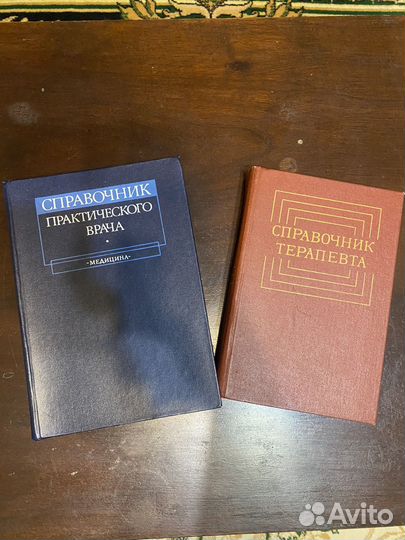 СПРАВОЧНИК
ПРАКТИЧЕСКОГО
ВРАЧА
•
-МЕДИЦИНА-
СПРАВОЧНИК
ТЕРАПЕВТА
Avito